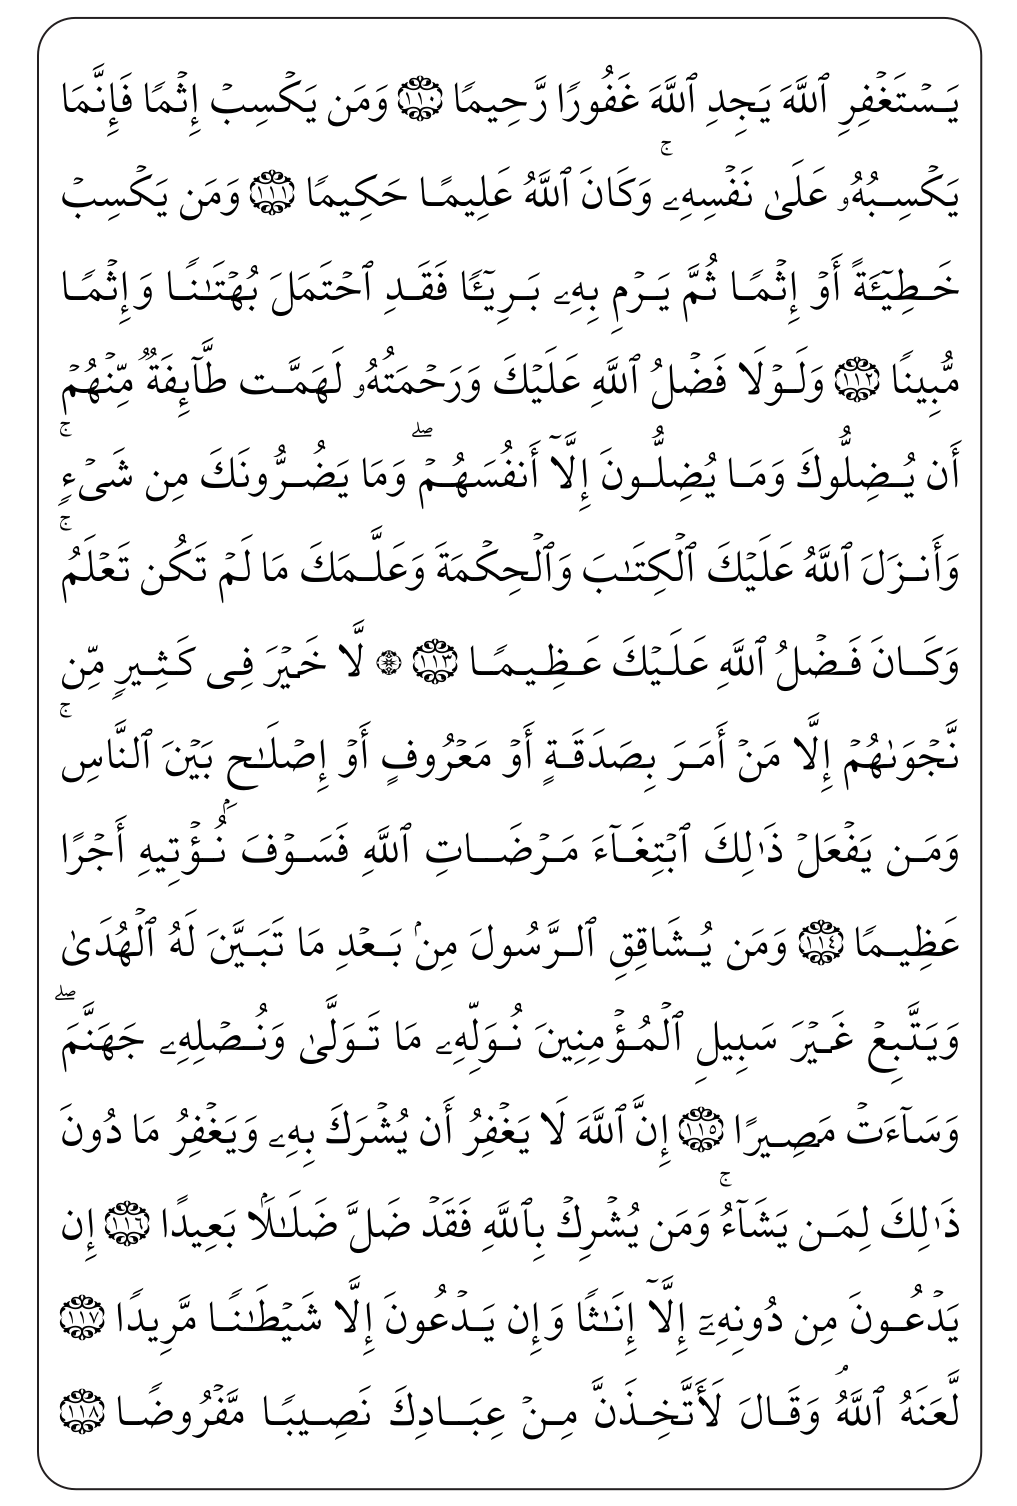 يَسۡتَغۡفِرِ ٱللَّهَ يَجِدِ ٱللَّهَ غَفُورٗا رَّحِيمٗا ١١٠ وَمَن يَكۡسِبۡ إِثۡمٗا فَإِنَّمَا
يَكۡسِبُهُۥ عَلَىٰ نَفۡسِهِۦۚ وَكَانَ ٱللَّهُ عَلِيمًا حَكِيمٗا ١١١ وَمَن يَكۡسِبۡ
خَطِيٓـَٔةً أَوۡ إِثۡمٗا ثُمَّ يَرۡمِ بِهِۦ بَرِيٓـٔٗا فَقَدِ ٱحۡتَمَلَ بُهۡتَٰنٗا وَإِثۡمٗا
مُّبِينٗا ١١٢ وَلَوۡلَا فَضۡلُ ٱللَّهِ عَلَيۡكَ وَرَحۡمَتُهُۥ لَهَمَّت طَّآئِفَةٞ مِّنۡهُمۡ
أَن يُضِلُّوكَ وَمَا يُضِلُّونَ إِلَّآ أَنفُسَهُمۡۖ وَمَا يَضُرُّونَكَ مِن شَيۡءٖۚ
وَأَنزَلَ ٱللَّهُ عَلَيۡكَ ٱلۡكِتَٰبَ وَٱلۡحِكۡمَةَ وَعَلَّمَكَ مَا لَمۡ تَكُن تَعۡلَمُۚ
وَكَانَ فَضۡلُ ٱللَّهِ عَلَيۡكَ عَظِيمٗا ١١٣ ۞ لَّا خَيۡرَ فِي كَثِيرٖ مِّن
نَّجۡوَىٰهُمۡ إِلَّا مَنۡ أَمَرَ بِصَدَقَةٍ أَوۡ مَعۡرُوفٍ أَوۡ إِصۡلَٰحِۭ بَيۡنَ ٱلنَّاسِۚ
وَمَن يَفۡعَلۡ ذَٰلِكَ ٱبۡتِغَآءَ مَرۡضَاتِ ٱللَّهِ فَسَوۡفَ نُؤۡتِيهِ أَجۡرًا
عَظِيمٗا ١١٤ وَمَن يُشَاقِقِ ٱلرَّسُولَ مِنۢ بَعۡدِ مَا تَبَيَّنَ لَهُ ٱلۡهُدَىٰ
وَيَتَّبِعۡ غَيۡرَ سَبِيلِ ٱلۡمُؤۡمِنِينَ نُوَلِّهِۦ مَا تَوَلَّىٰ وَنُصۡلِهِۦ جَهَنَّمَۖ
وَسَآءَتۡ مَصِيرًا ١١٥ إِنَّ ٱللَّهَ لَا يَغۡفِرُ أَن يُشۡرَكَ بِهِۦ وَيَغۡفِرُ مَا دُونَ
ذَٰلِكَ لِمَن يَشَآءُۚ وَمَن يُشۡرِكۡ بِٱللَّهِ فَقَدۡ ضَلَّ ضَلَٰلَۢا بَعِيدًا ١١٦ إِن
يَدۡعُونَ مِن دُونِهِۦٓ إِلَّآ إِنَٰثٗا وَإِن يَدۡعُونَ إِلَّا شَيۡطَٰنٗا مَّرِيدٗا ١١٧
لَّعَنَهُ ٱللَّهُۘ وَقَالَ لَأَتَّخِذَنَّ مِنۡ عِبَادِكَ نَصِيبٗا مَّفۡرُوضٗا ١١٨